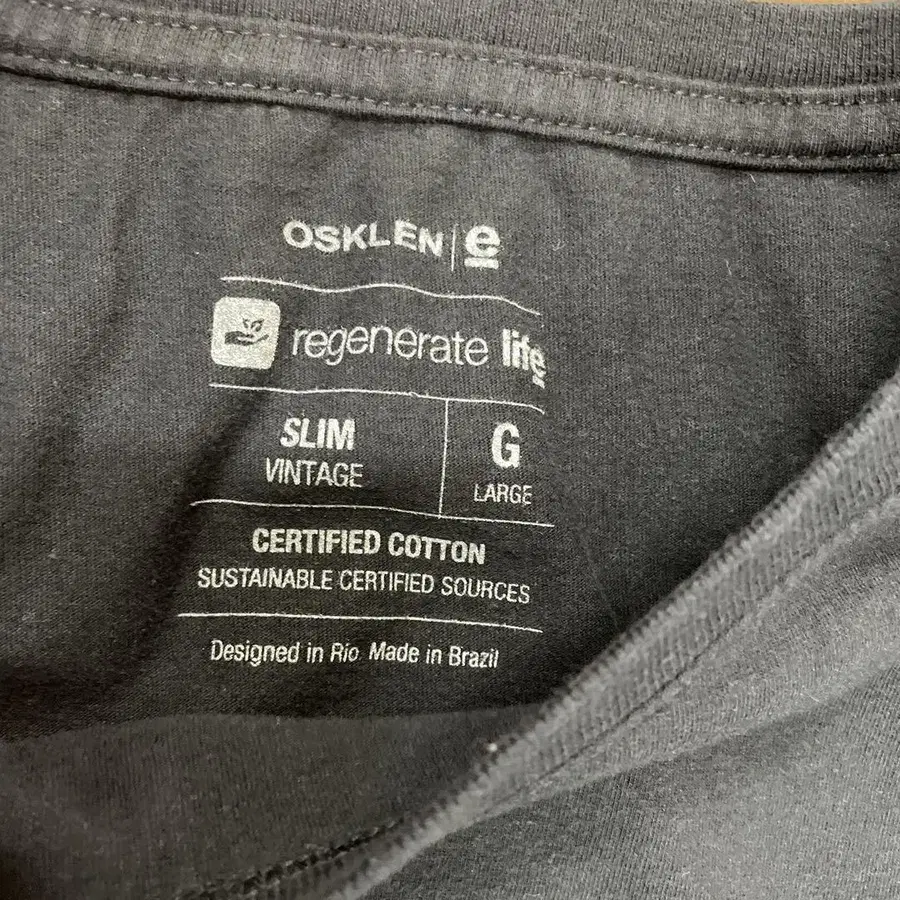 OSKLEN | e
regenerate life
SLIM
VINTAGE
G
LARGE
CERTIFIED COTTON
SUSTAINABLE CERTIFIED SOURCES
Designed in Rio Made in Brazil